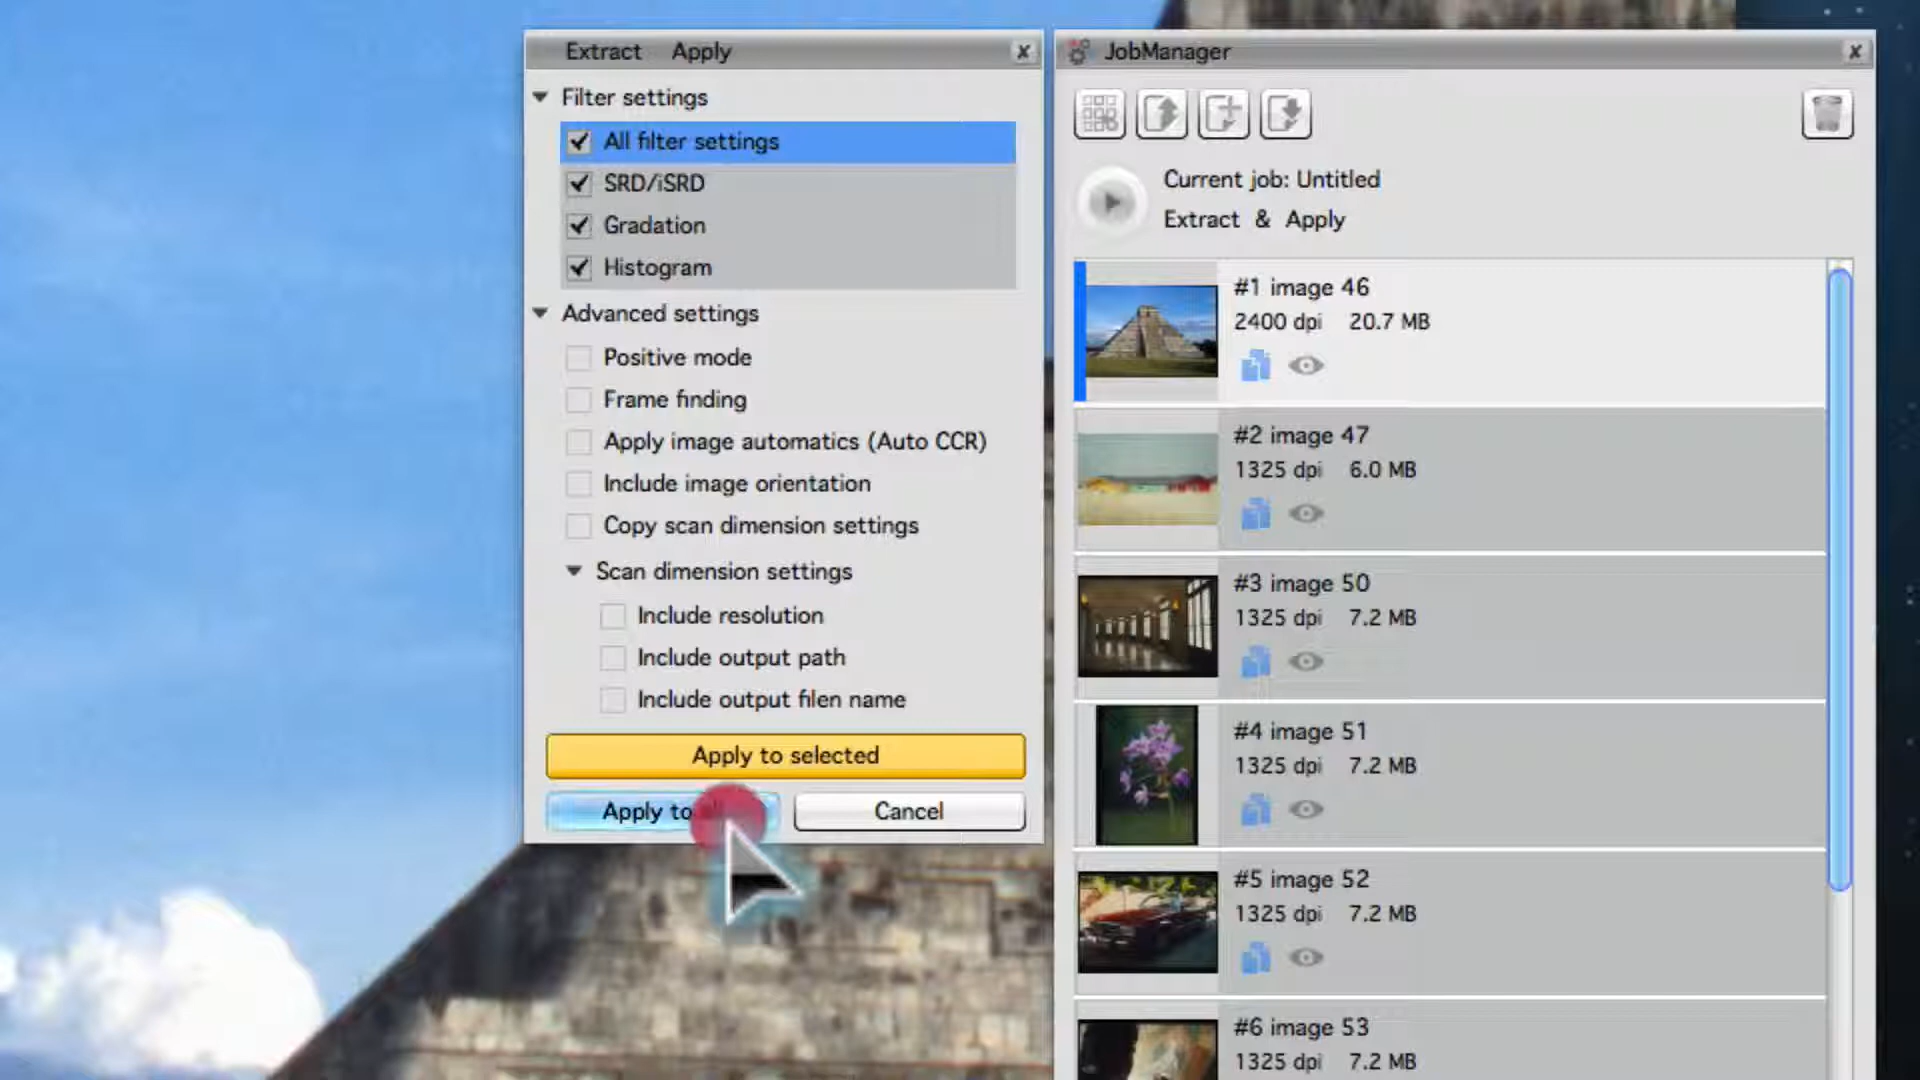 Extract Apply
Filter settings
All filter settings
SRD/iSRD
Gradation
Histogram
Advanced settings
Positive mode
Frame finding
Apply image automatics (Auto CCR)
Include image orientation
Copy scan dimension settings
Scan dimension settings
Include resolution
Include output path
Include output filen name
Apply to selected
Apply to
Cancel
JobManager
Current job: Untitled
Extract & Apply
#1 image 46
2400 dpi 20.7 MB
#2 image 47
1325 dpi 6.0 MB
#3 image 50
1325 dpi 7.2 MB
#4 image 51
1325 dpi 7.2 MB
#5 image 52
1325 dpi 7.2 MB
#6 image 53
1325 dpi 7.2 MB